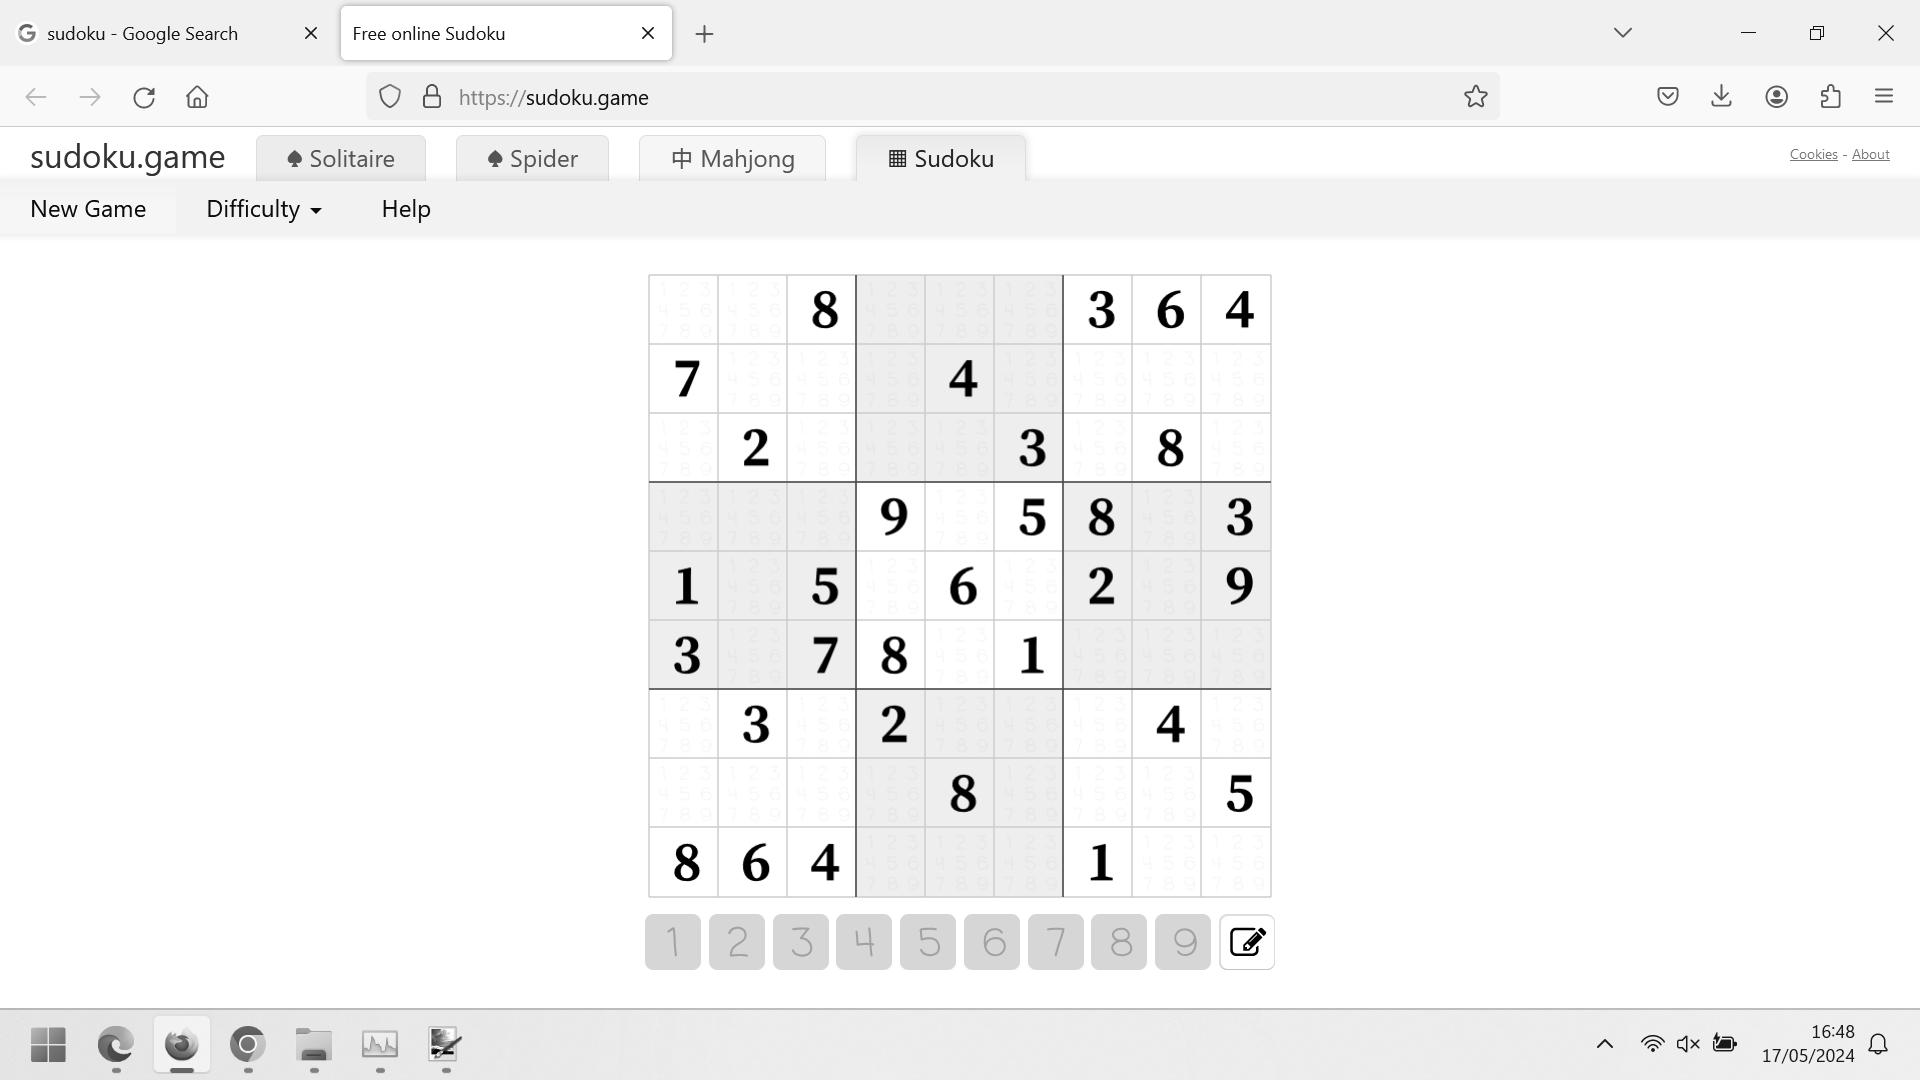 sudoku - Google Search
Free online Sudoku
https://sudoku.game
sudoku.game
Solitaire
Spider
中 Mahjong
Sudoku
Cookies - About
New Game
Difficulty
Help
8 3 6 4
7 4
2 3 8
9 5 8 3
1 5 6 2 9
3 7 8 1
3 2 4
8 5
8 6 4 1
1 2 3 4 5 6 7 8 9
16:48
17/05/2024